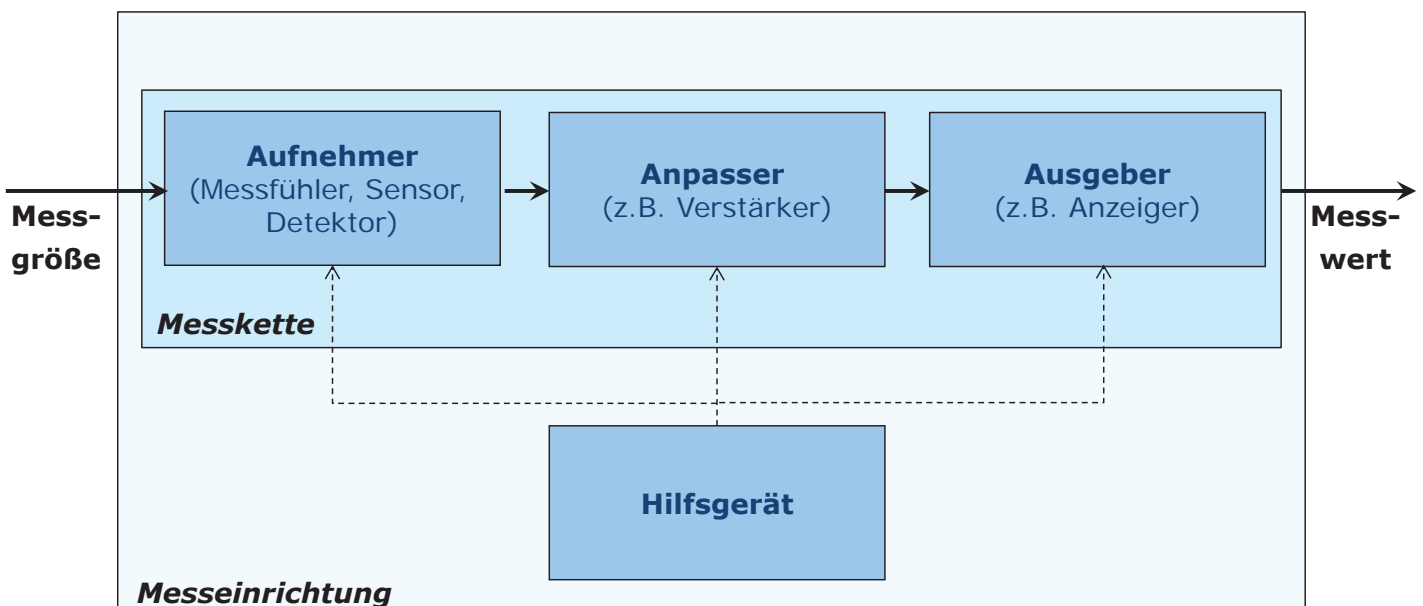 Aufnehmer
(Messfühler, Sensor,
Detektor)
Anpasser
(z.B. Verstärker)
Ausgeber
(z.B. Anzeiger)
Mess-
größe
Mess-
wert
Messkette
Hilfsgerät
Messeinrichtung